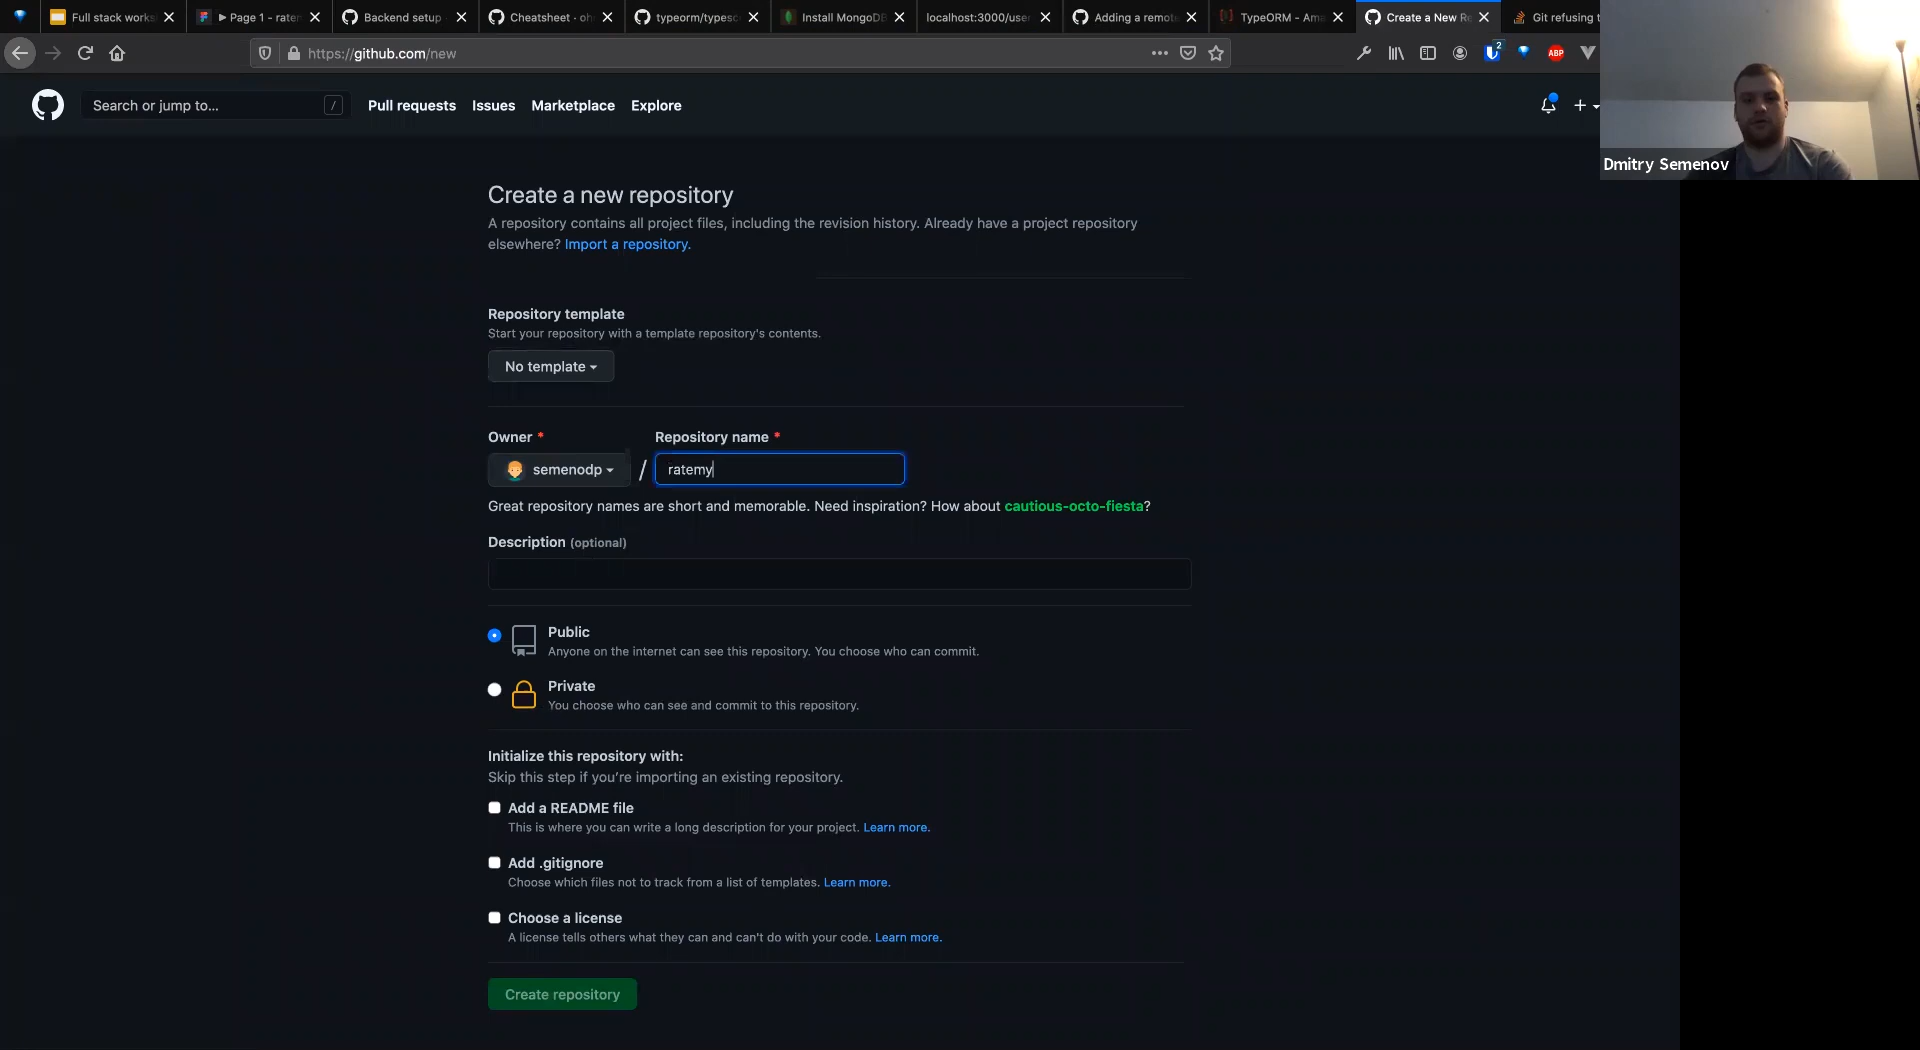 Full stack works
Page 1 - rater
Backend setup
Cheatsheet · oh
typeorm/typesc
Install MongoDB
localhost:3000/use
Adding a remot
TypeORM - Ama
Create a New Re
Git refusing t
https://github.com/new
2
ABP
Search or jump to...
/
Pull requests
Issues
Marketplace
Explore
Dmitry Semenov
Create a new repository
A repository contains all project files, including the revision history. Already have a project repository
elsewhere? Import a repository.
Repository template
Start your repository with a template repository's contents.
No template
Owner *
Repository name *
semenodp
/
ratemy
Great repository names are short and memorable. Need inspiration? How about cautious-octo-fiesta?
Description (optional)
Public
Anyone on the internet can see this repository. You choose who can commit.
Private
You choose who can see and commit to this repository.
Initialize this repository with:
Skip this step if you’re importing an existing repository.
Add a README file
This is where you can write a long description for your project. Learn more.
Add .gitignore
Choose which files not to track from a list of templates. Learn more.
Choose a license
A license tells others what they can and can't do with your code. Learn more.
Create repository